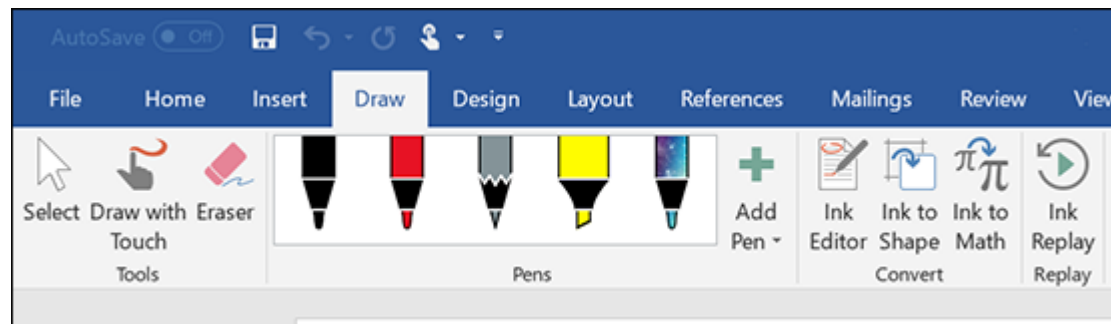 AutoSave Off
File Home Insert Draw Design Layout References Mailings Review View
Select Draw with Touch Eraser Add Pen Ink Editor Ink to Shape Ink to Math Ink Replay
Tools Pens Convert Replay